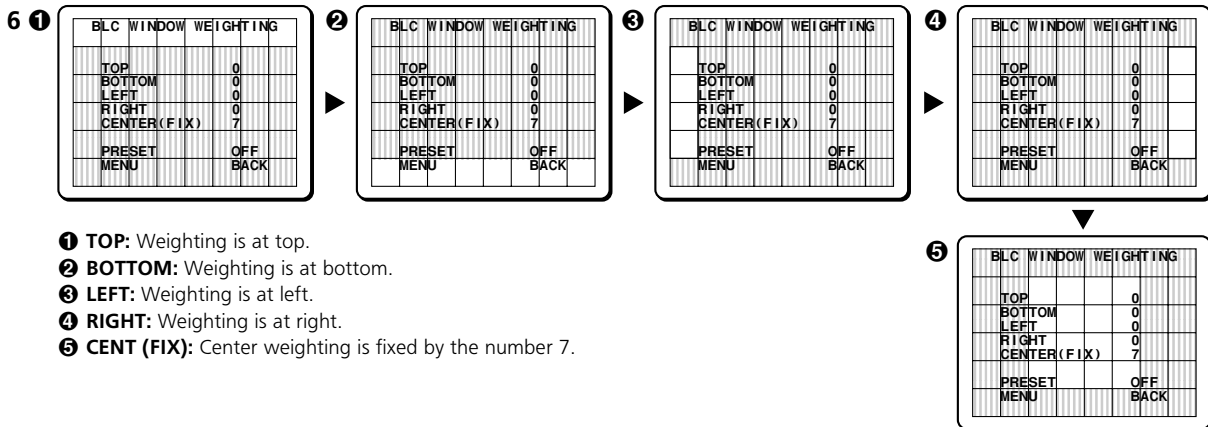 6 ❶ BLC WINDOW WEIGHTING
TOP 0
BOTTOM 0
LEFT 0
RIGHT 0
CENTER(FIX) 7
PRESET OFF
MENU BACK
❷ BLC WINDOW WEIGHTING
TOP 0
BOTTOM 0
LEFT 0
RIGHT 0
CENTER(FIX) 7
PRESET OFF
MENU BACK
❸ BLC WINDOW WEIGHTING
TOP 0
BOTTOM 0
LEFT 0
RIGHT 0
CENTER(FIX) 7
PRESET OFF
MENU BACK
❹ BLC WINDOW WEIGHTING
TOP 0
BOTTOM 0
LEFT 0
RIGHT 0
CENTER(FIX) 7
PRESET OFF
MENU BACK
❶ TOP: Weighting is at top.
❷ BOTTOM: Weighting is at bottom.
❸ LEFT: Weighting is at left.
❹ RIGHT: Weighting is at right.
❺ CENT (FIX): Center weighting is fixed by the number 7.
❺ BLC WINDOW WEIGHTING
TOP 0
BOTTOM 0
LEFT 0
RIGHT 0
CENTER(FIX) 7
PRESET OFF
MENU BACK